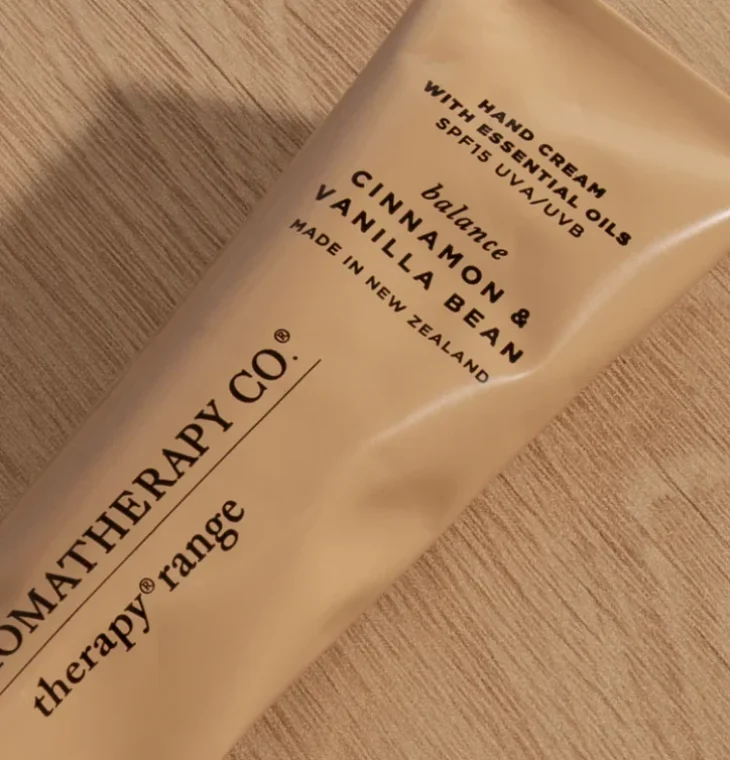 HAND CREAM
WITH ESSENTIAL OILS
SPF15 UVA/UVB
balance
CINNAMON &
VANILLA BEAN
MADE IN NEW ZEALAND
OMATHERAPY CO.®
therapy® range